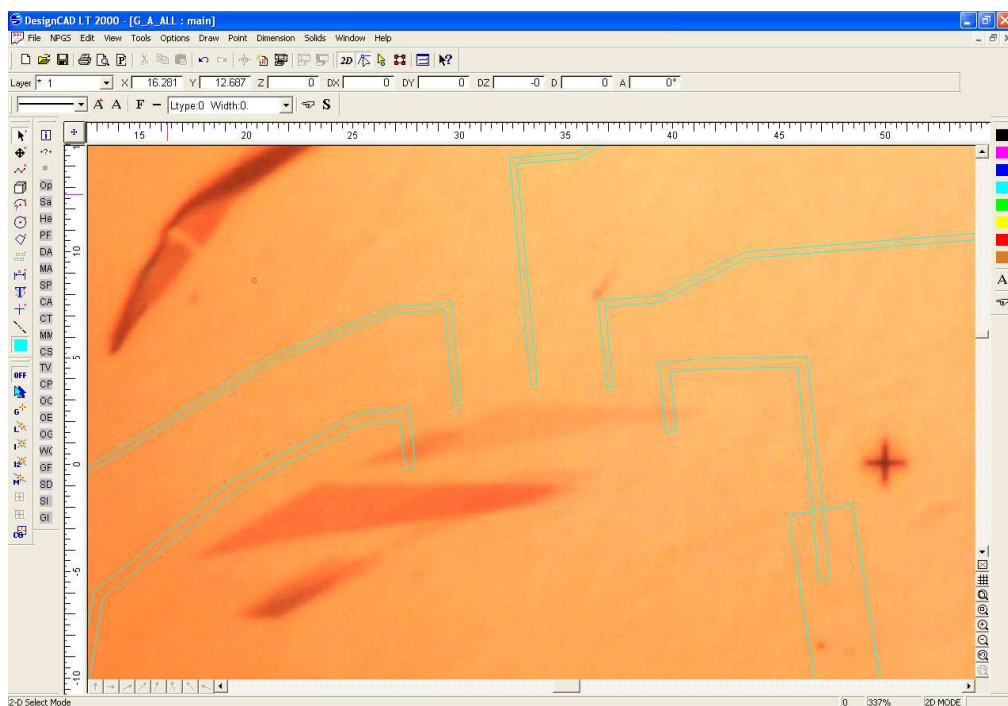 DesignCAD LT 2000 - [G_A_ALL : main]
File NPGS Edit View Tools Options Draw Point Dimension Solids Window Help
P 2D
Layer * 1 X 16.281 Y 12.687 Z 0 DX 0 DY 0 DZ -0 D 0 A 0°
A A F Ltype:0 Width:0. S
15 20 25 30 35 40 45 50
Op
Sa
He
PF
DA
MA
SP
CA
CT
MM
CS
TV
CP
OC
OE
OG
WC
GF
SD
SI
GI
T
OFF
G
L
I
I2
M
CG
10
5
0
-5
-10
A
2-D Select Mode 0 337% 2D MODE